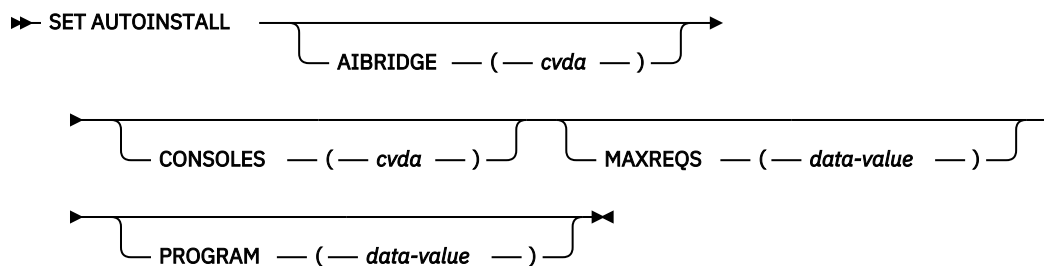 SET AUTOINSTALL
AIBRIDGE ( cvda )
CONSOLES ( cvda ) MAXREQS ( data-value )
PROGRAM ( data-value )